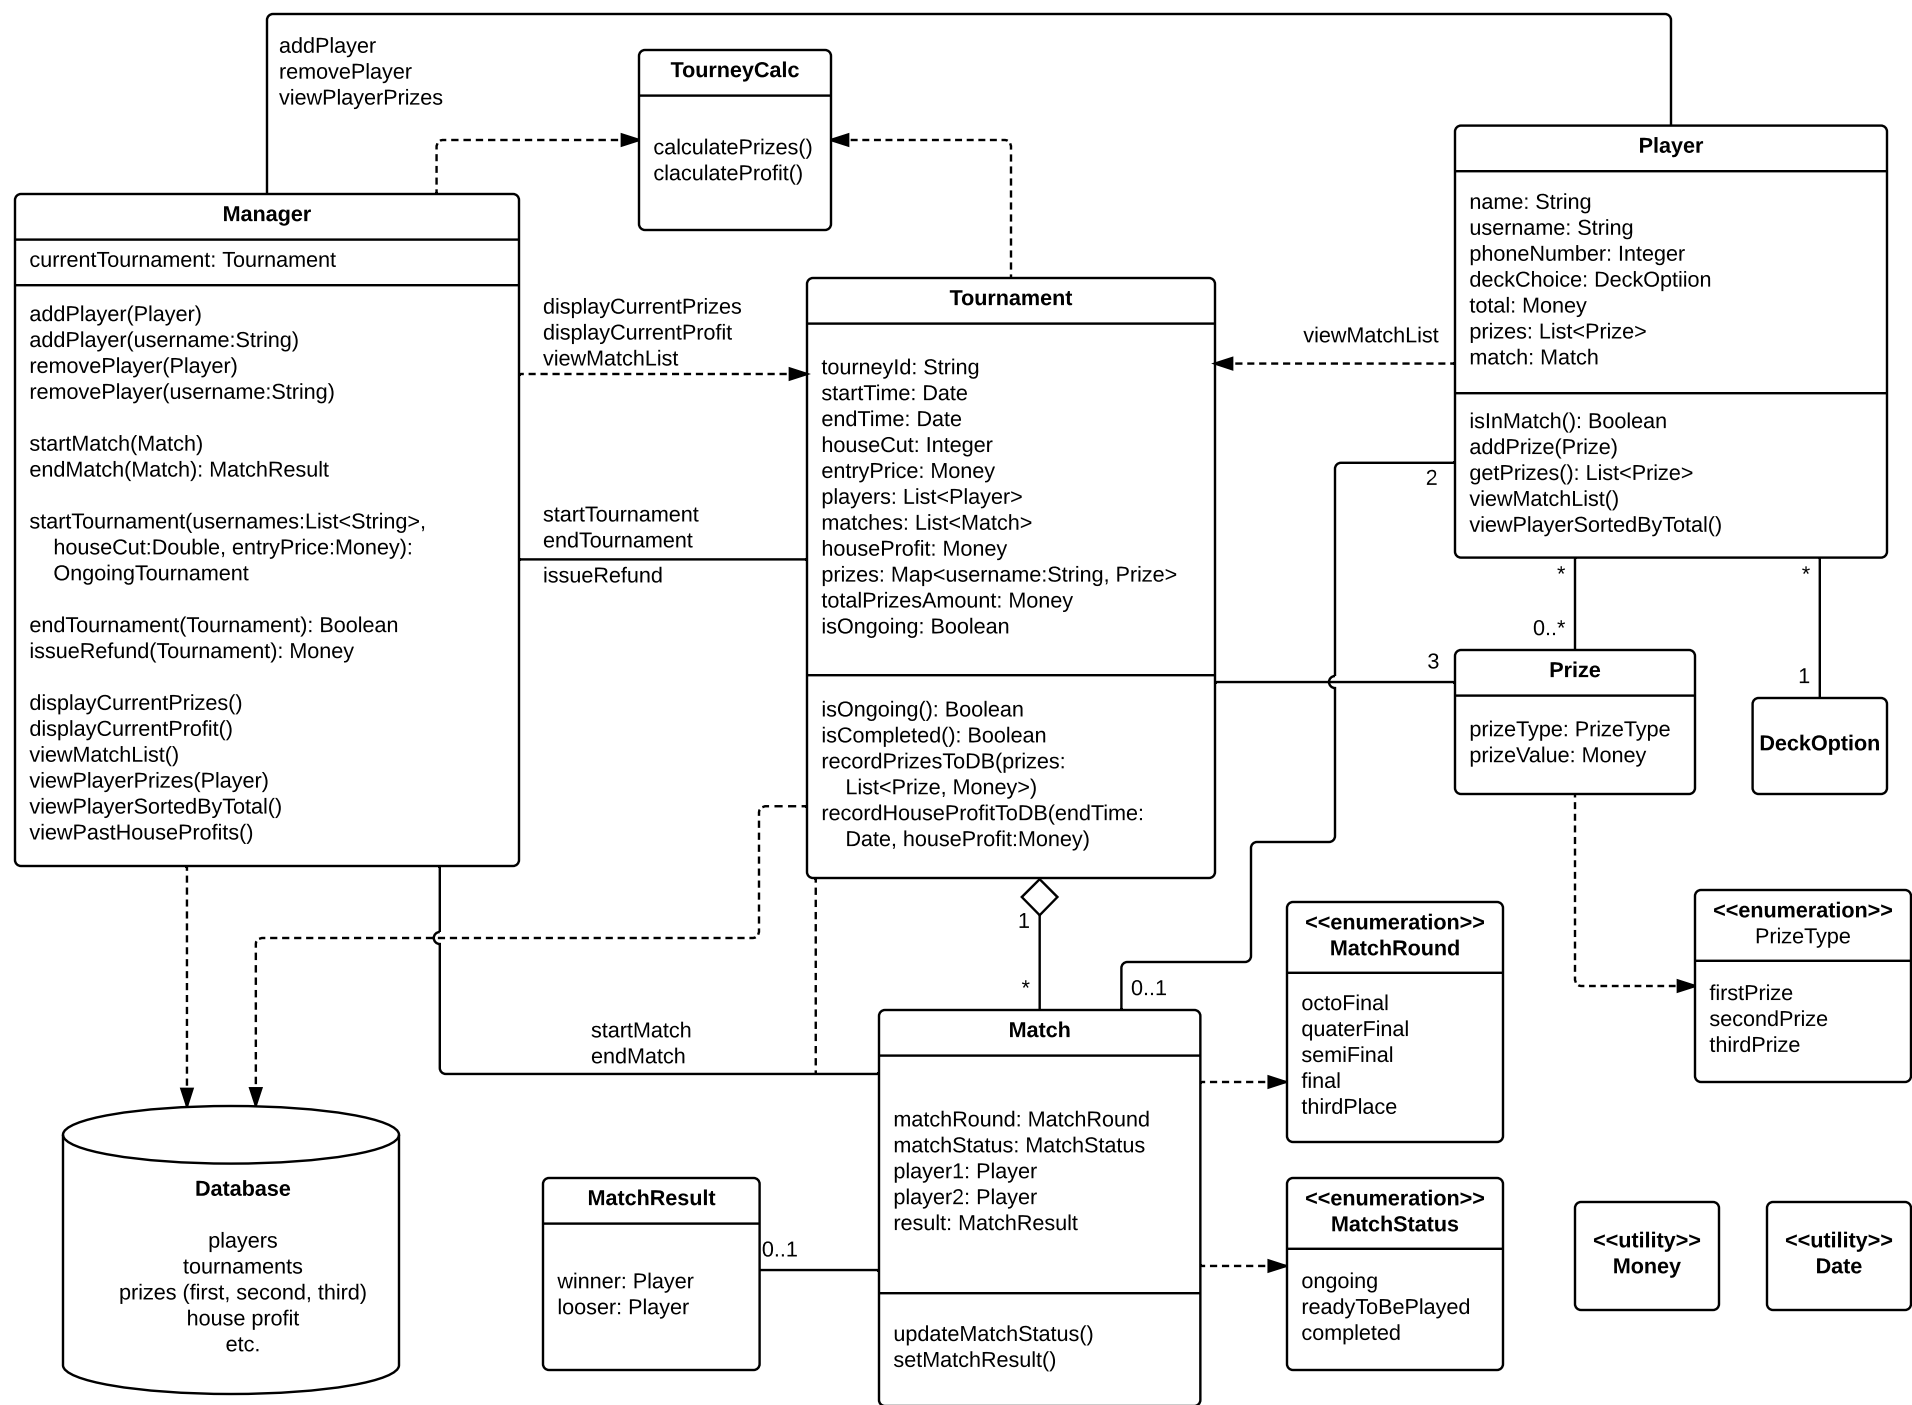 addPlayer
removePlayer
viewPlayerPrizes
TourneyCalc
calculatePrizes()
claculateProfit()
Player
name: String
username: String
phoneNumber: Integer
deckChoice: DeckOptiion
total: Money
prizes: List<Prize>
match: Match
isInMatch(): Boolean
addPrize(Prize)
getPrizes(): List<Prize>
viewMatchList()
viewPlayerSortedByTotal()
Manager
currentTournament: Tournament
addPlayer(Player)
addPlayer(username:String)
removePlayer(Player)
removePlayer(username:String)
startMatch(Match)
endMatch(Match): MatchResult
startTournament(usernames:List<String>,
houseCut:Double, entryPrice:Money):
OngoingTournament
endTournament(Tournament): Boolean
issueRefund(Tournament): Money
displayCurrentPrizes()
displayCurrentProfit()
viewMatchList()
viewPlayerPrizes(Player)
viewPlayerSortedByTotal()
viewPastHouseProfits()
displayCurrentPrizes
displayCurrentProfit
viewMatchList
startTournament
endTournament
issueRefund
Tournament
tourneyId: String
startTime: Date
endTime: Date
houseCut: Integer
entryPrice: Money
players: List<Player>
matches: List<Match>
houseProfit: Money
prizes: Map<username:String, Prize>
totalPrizesAmount: Money
isOngoing: Boolean
isOngoing(): Boolean
isCompleted(): Boolean
recordPrizesToDB(prizes:
List<Prize, Money>)
recordHouseProfitToDB(endTime:
Date, houseProfit:Money)
viewMatchList
2
*
0..*
*
1
3
Prize
prizeType: PrizeType
prizeValue: Money
DeckOption
1
*
0..1
<<enumeration>>
MatchRound
octoFinal
quaterFinal
semiFinal
final
thirdPlace
<<enumeration>>
PrizeType
firstPrize
secondPrize
thirdPrize
startMatch
endMatch
Match
matchRound: MatchRound
matchStatus: MatchStatus
player1: Player
player2: Player
result: MatchResult
updateMatchStatus()
setMatchResult()
Database
players
tournaments
prizes (first, second, third)
house profit
etc.
MatchResult
winner: Player
looser: Player
0..1
<<enumeration>>
MatchStatus
ongoing
readyToBePlayed
completed
<<utility>>
Money
<<utility>>
Date